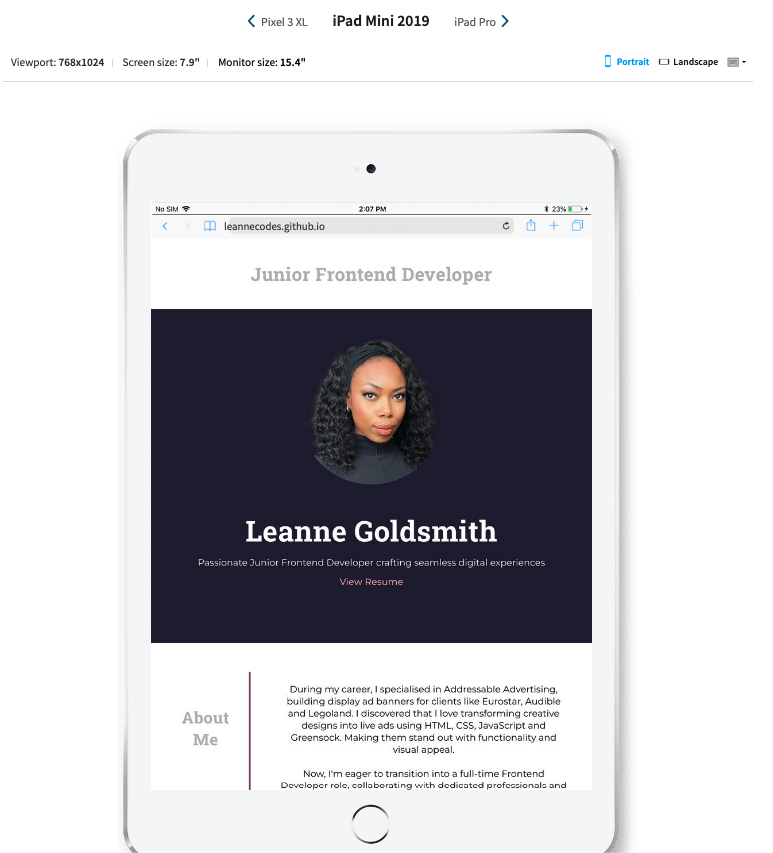 Pixel 3 XL iPad Mini 2019 iPad Pro
Viewport: 768x1024 Screen size: 7.9" Monitor size: 15.4" Portrait Landscape
No SIM 2:07 PM 23%
leannecodes.github.io
Junior Frontend Developer
Leanne Goldsmith
Passionate Junior Frontend Developer crafting seamless digital experiences
View Resume
About
Me
During my career, I specialised in Addressable Advertising,
building display ad banners for clients like Eurostar, Audible
and Legoland. I discovered that I love transforming creative
designs into live ads using HTML, CSS, JavaScript and
Greensock. Making them stand out with functionality and
visual appeal.
Now, I'm eager to transition into a full-time Frontend
Developer role, collaborating with dedicated professionals and